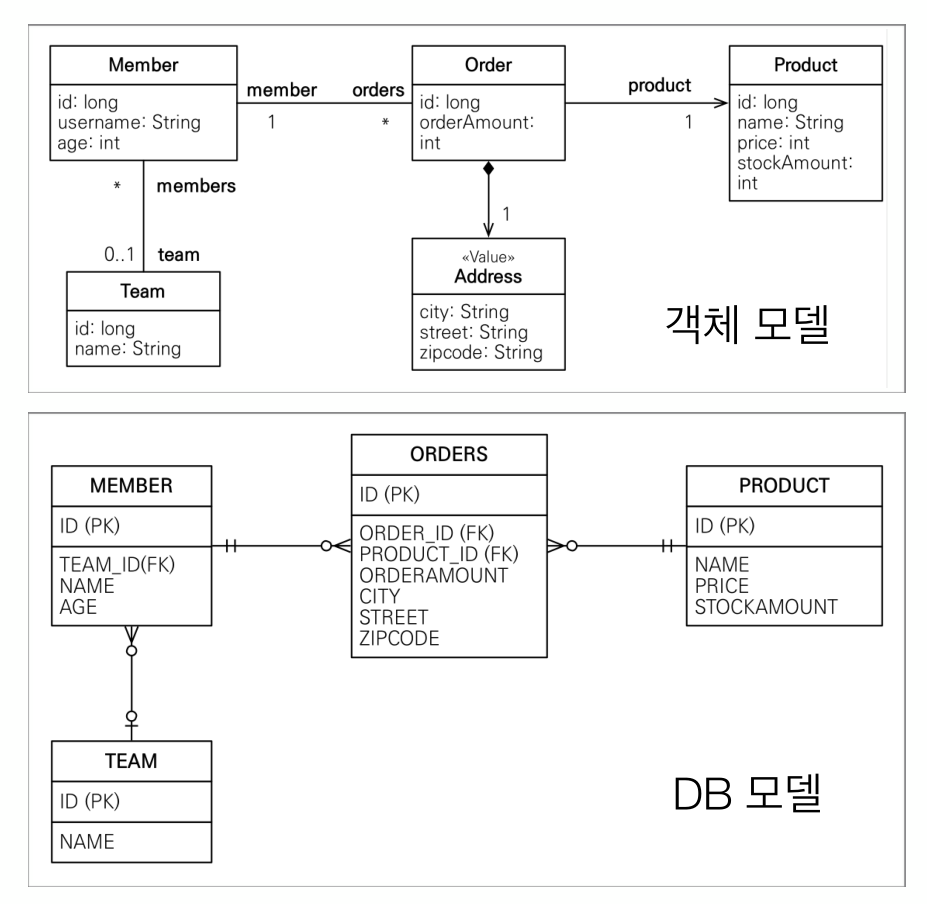 Member
id: long
username: String
age: int
member
1
orders
*
Order
id: long
orderAmount:
int
product
1
Product
id: long
name: String
price: int
stockAmount:
int
*
members
0..1
team
Team
id: long
name: String
1
«Value»
Address
city: String
street: String
zipcode: String
객체 모델
MEMBER
ID (PK)
TEAM_ID(FK)
NAME
AGE
ORDERS
ID (PK)
ORDER_ID (FK)
PRODUCT_ID (FK)
ORDERAMOUNT
CITY
STREET
ZIPCODE
PRODUCT
ID (PK)
NAME
PRICE
STOCKAMOUNT
TEAM
ID (PK)
NAME
DB 모델